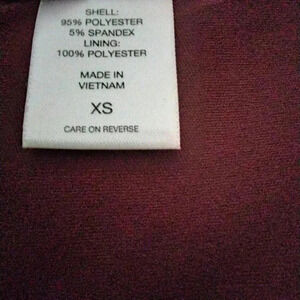 SHELL:
95% POLYESTER
5% SPANDEX
LINING:
100% POLYESTER
MADE IN
VIETNAM
XS
CARE ON REVERSE